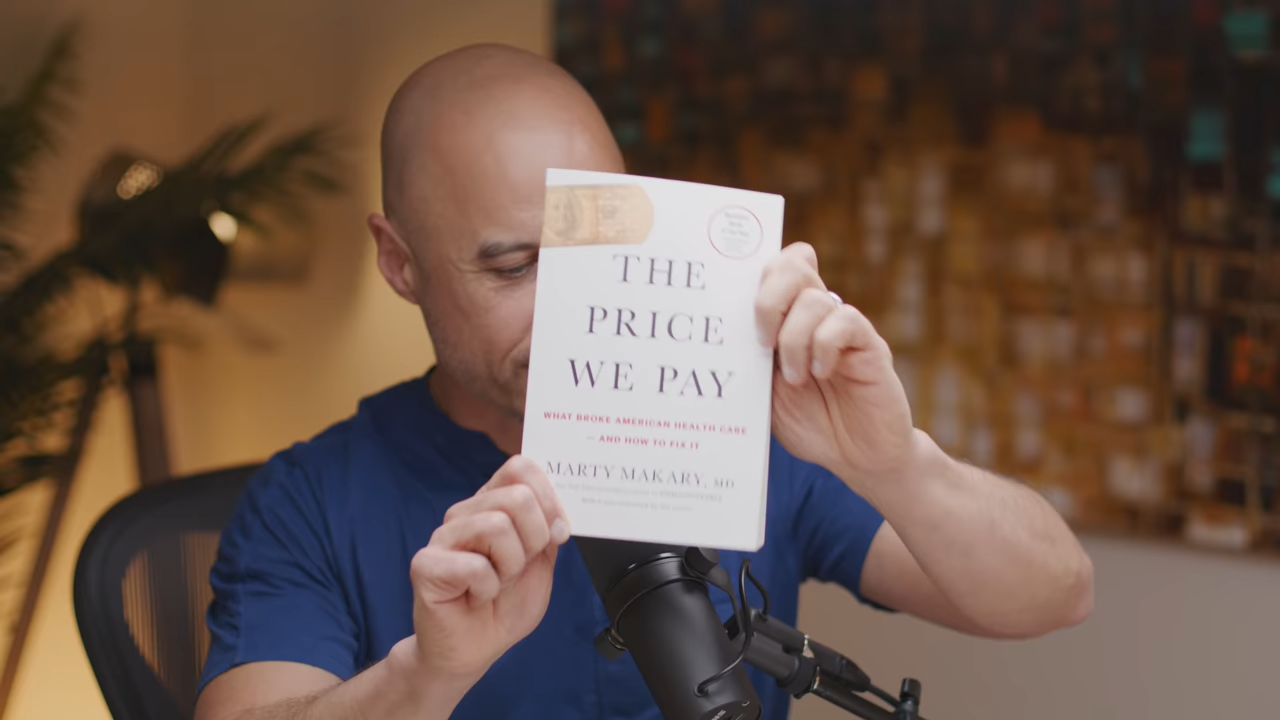 THE
PRICE
WE PAY
WHAT BROKE AMERICAN HEALTH CARE
— AND HOW TO FIX IT
MARTY MAKARY, MD